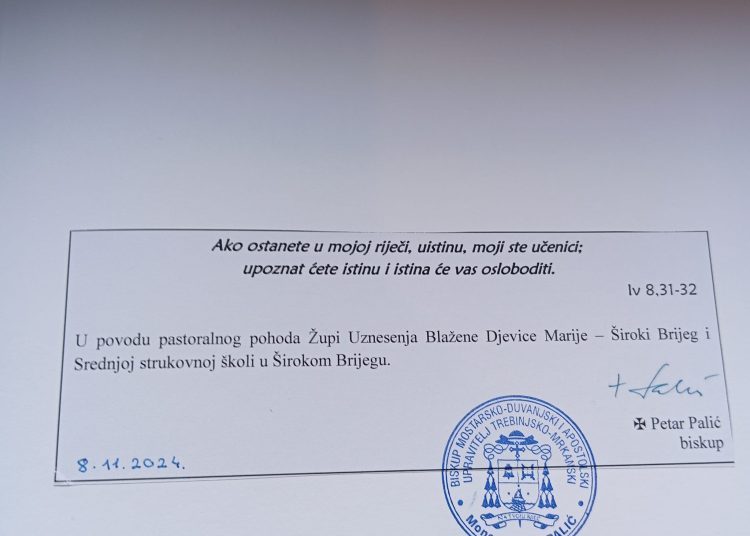 Ako ostanete u mojoj riječi, uistinu, moji ste učenici;
upoznat ćete istinu i istina će vas osloboditi.
Iv 8,31-32
U povodu pastoralnog pohoda Župi Uznesenja Blažene Djevice Marije – Široki Brijeg i
Srednjoj strukovnoj školi u Širokom Brijegu.
✠ Petar Palić
biskup
8.11.2024.
BISKUP MOSTARSKO-DUVANJSKI I APOSTOLSKI
UPRAVITELJ TREBINJSKO-MRKANSKI